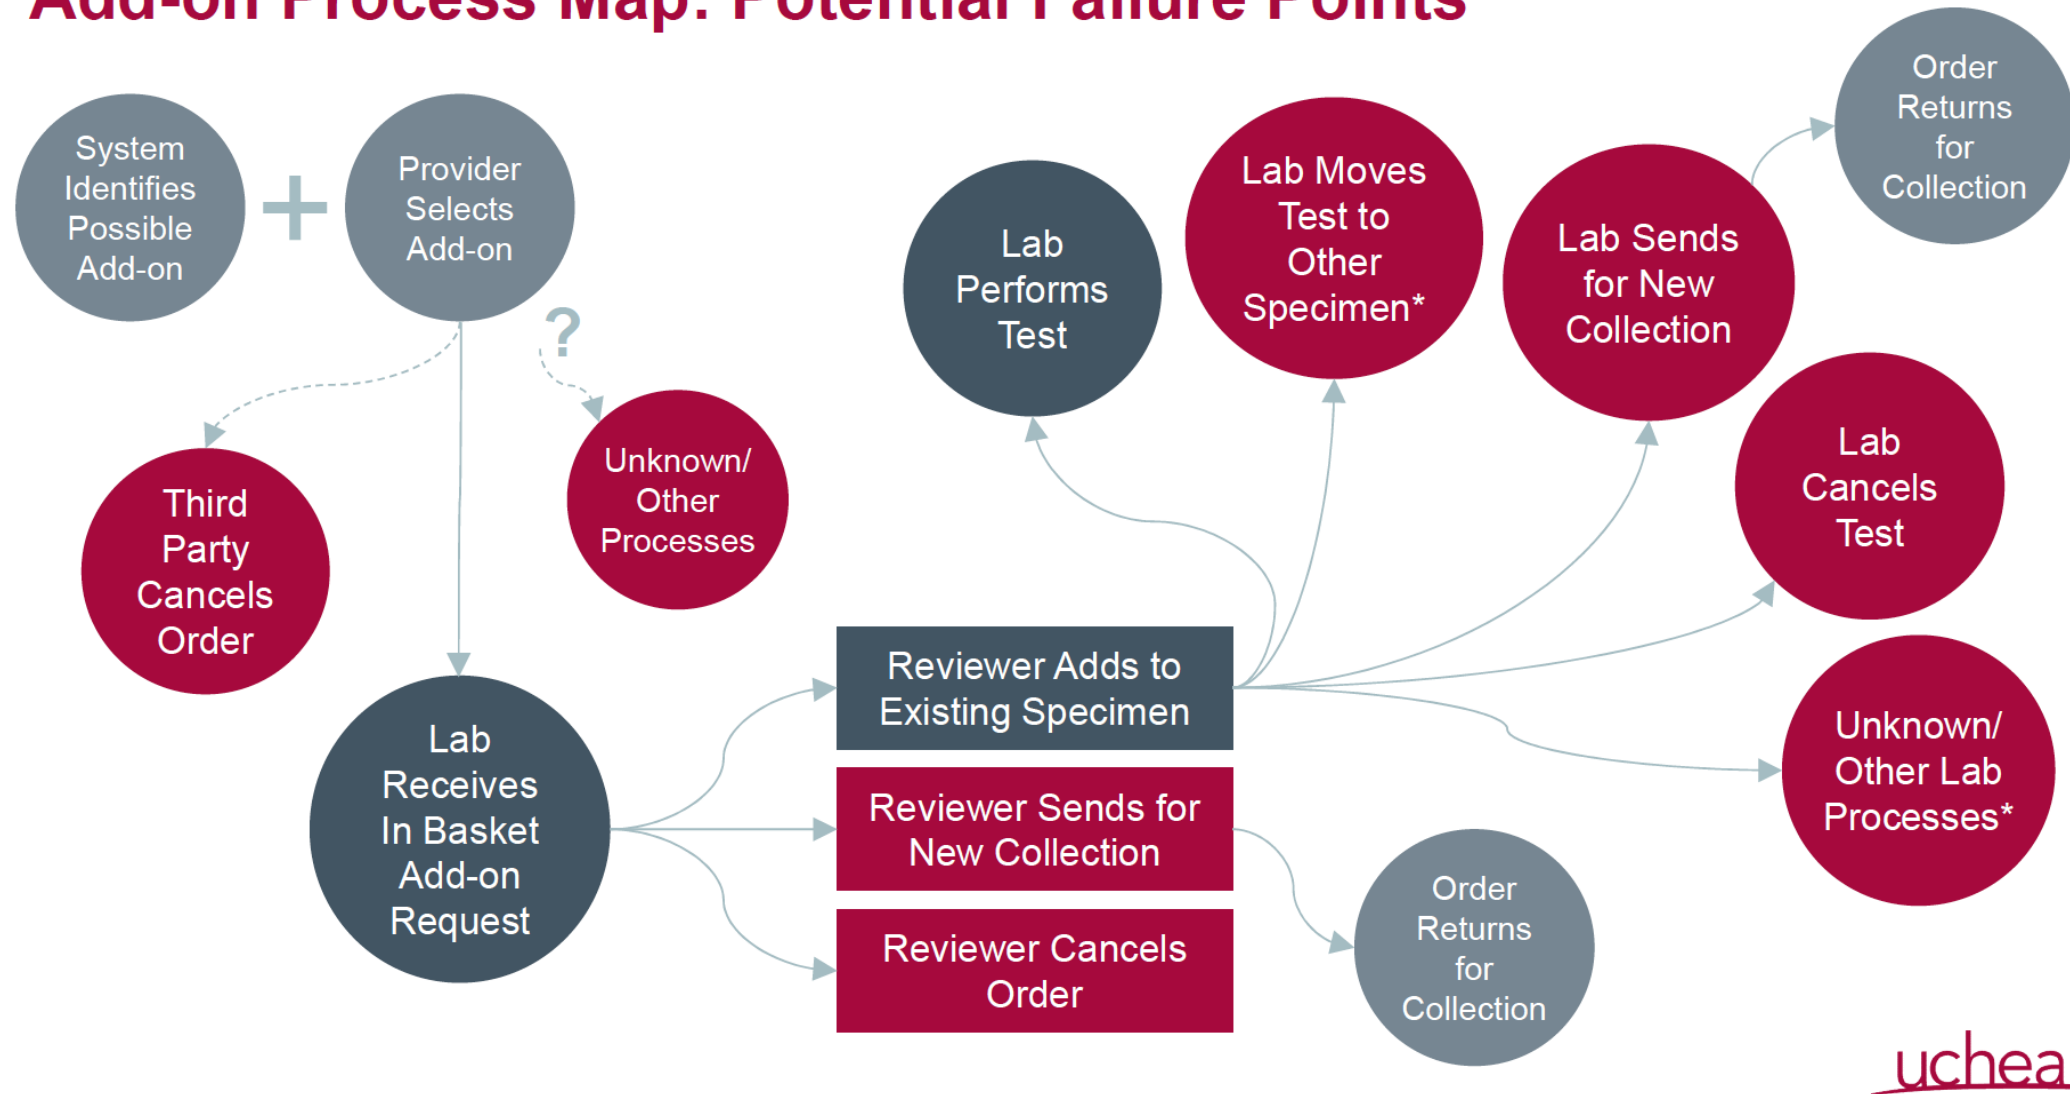 Add-on Process Map: Potential Failure Points
System
Identifies
Possible
Add-on
+
Provider
Selects
Add-on
?
Third
Party
Cancels
Order
Unknown/
Other
Processes
Lab
Receives
In Basket
Add-on
Request
Reviewer Adds to
Existing Specimen
Reviewer Sends for
New Collection
Reviewer Cancels
Order
Lab
Performs
Test
Lab Moves
Test to
Other
Specimen*
Lab Sends
for New
Collection
Order
Returns
for
Collection
Lab
Cancels
Test
Unknown/
Other Lab
Processes*
Order
Returns
for
Collection
uchea